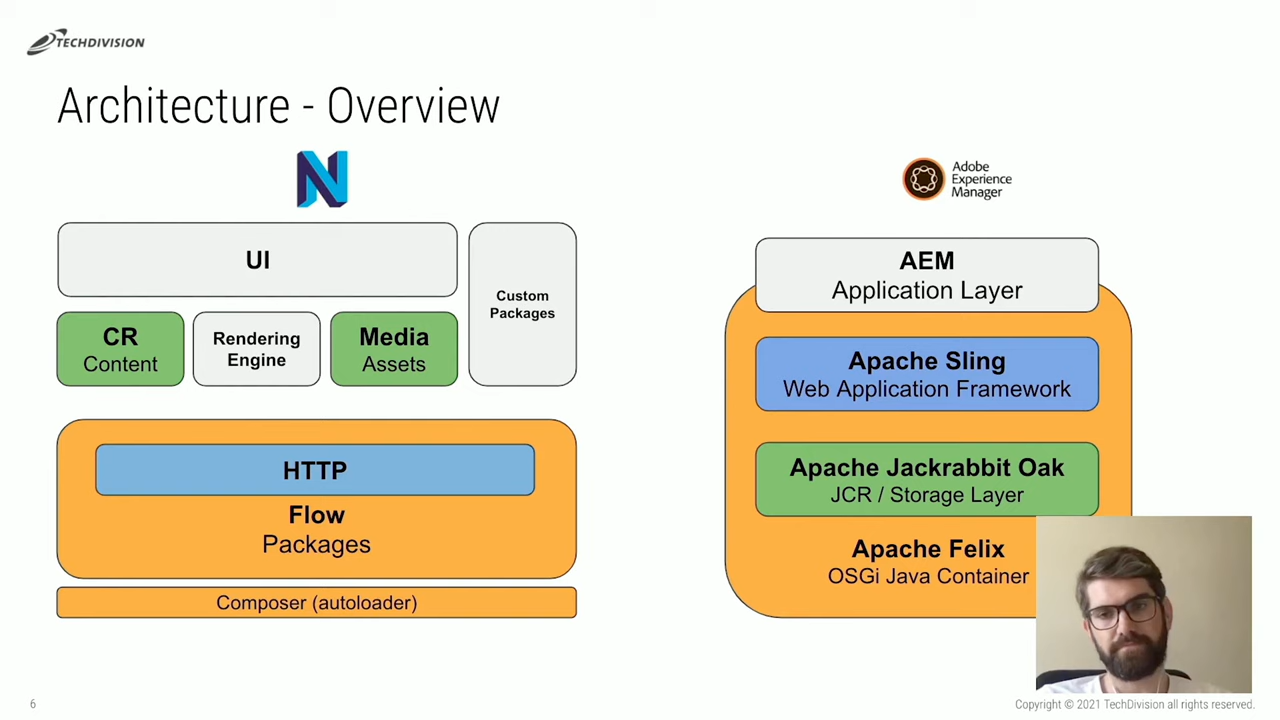 TECHDIVISION
Architecture - Overview
N
UI
Custom
Packages
CR
Content
Rendering
Engine
Media
Assets
HTTP
Flow
Packages
Composer (autoloader)
Adobe
Experience
Manager
AEM
Application Layer
Apache Sling
Web Application Framework
Apache Jackrabbit Oak
JCR / Storage Layer
Apache Felix
OSGi Java Container
6
Copyright © 2021 TechDivision all rights reserved.